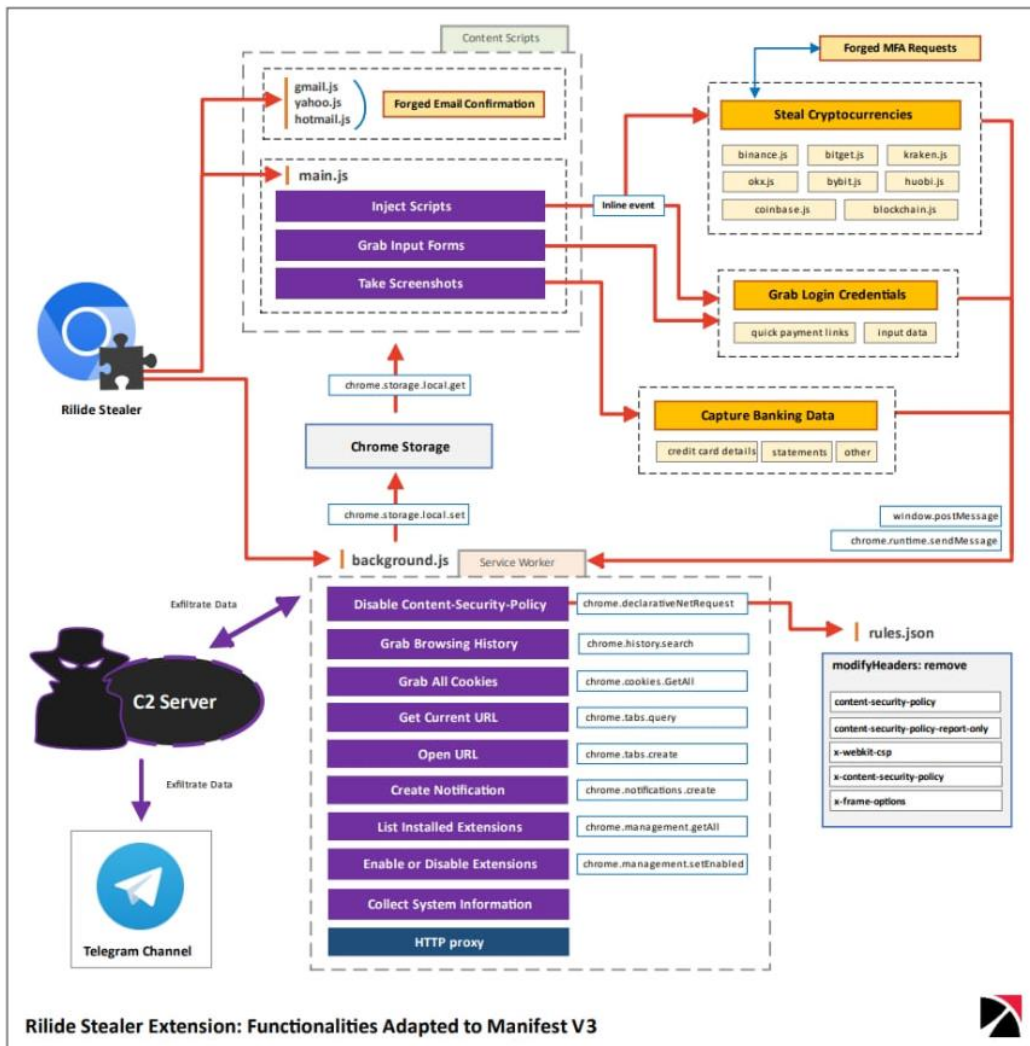 Content Scripts
gmail.js
yahoo.js
hotmail.js
Forged Email Confirmation
main.js
Inject Scripts
Grab Input Forms
Take Screenshots
Inline event
Forged MFA Requests
Steal Cryptocurrencies
binance.js
bitget.js
kraken.js
okx.js
bybit.js
huobi.js
coinbase.js
blockchain.js
Grab Login Credentials
quick payment links
input data
Capture Banking Data
credit card details
statements
other
Rilide Stealer
chrome.storage.local.get
Chrome Storage
chrome.storage.local.set
window.postMessage
chrome.runtime.sendMessage
background.js
Service Worker
Disable Content-Security-Policy
chrome.declarativeNetRequest
Grab Browsing History
chrome.history.search
Grab All Cookies
chrome.cookies.GetAll
Get Current URL
chrome.tabs.query
Open URL
chrome.tabs.create
Create Notification
chrome.notifications.create
List Installed Extensions
chrome.management.getAll
Enable or Disable Extensions
chrome.management.setEnabled
Collect System Information
HTTP proxy
rules.json
modifyHeaders: remove
content-security-policy
content-security-policy-report-only
x-webkit-csp
x-content-security-policy
x-frame-options
Exfiltrate Data
C2 Server
Exfiltrate Data
Telegram Channel
Rilide Stealer Extension: Functionalities Adapted to Manifest V3